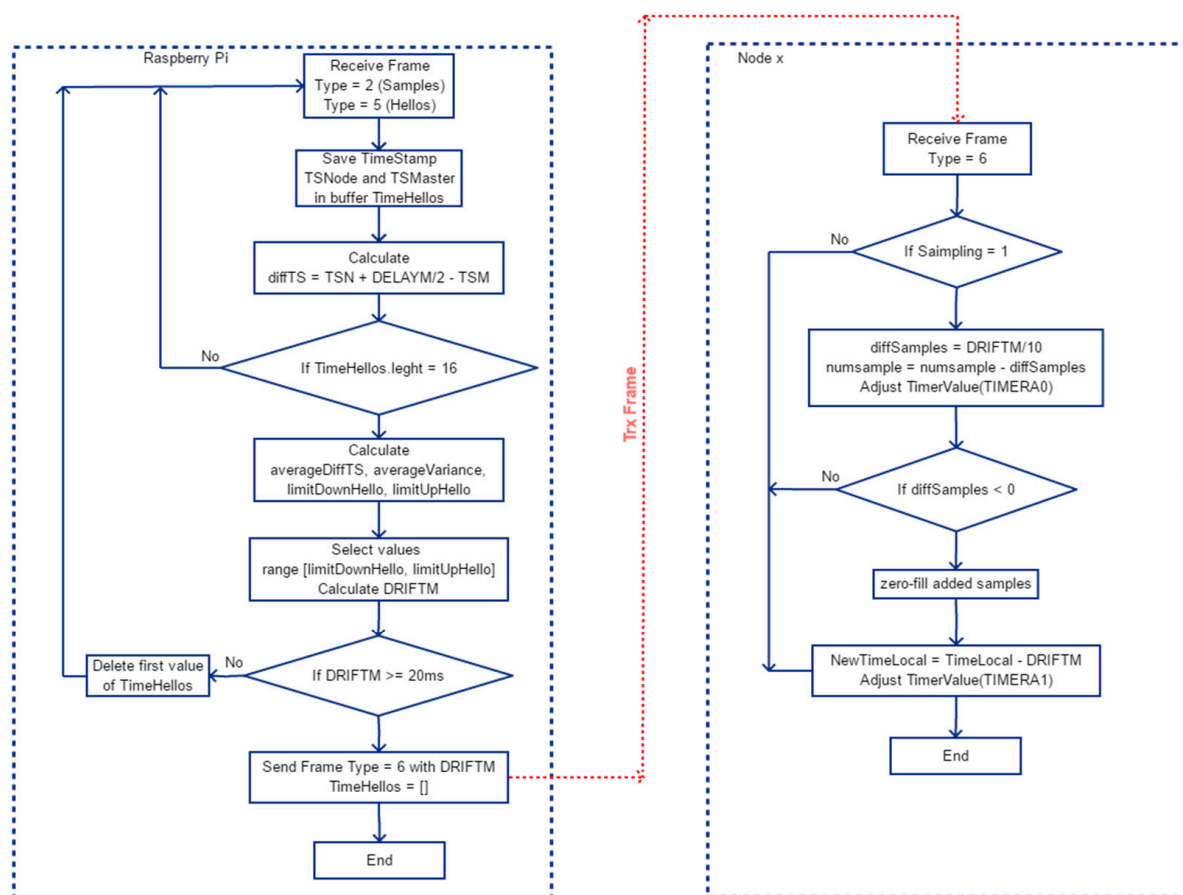 Raspberry Pi
Receive Frame
Type = 2 (Samples)
Type = 5 (Hellos)
Save TimeStamp
TSNode and TSMaster
in buffer TimeHellos
Calculate
diffTS = TSN + DELAYM/2 - TSM
No
If TimeHellos.leght = 16
Calculate
averageDiffTS, averageVariance,
limitDownHello, limitUpHello
Select values
range [limitDownHello, limitUpHello]
Calculate DRIFTM
Delete first value
of TimeHellos
No
If DRIFTM >= 20ms
Send Frame Type = 6 with DRIFTM
TimeHellos = []
End
Trx Frame
Node x
Receive Frame
Type = 6
No
If Saimpling = 1
diffSamples = DRIFTM/10
numsample = numsample - diffSamples
Adjust TimerValue(TIMERA0)
No
If diffSamples < 0
zero-fill added samples
NewTimeLocal = TimeLocal - DRIFTM
Adjust TimerValue(TIMERA1)
End